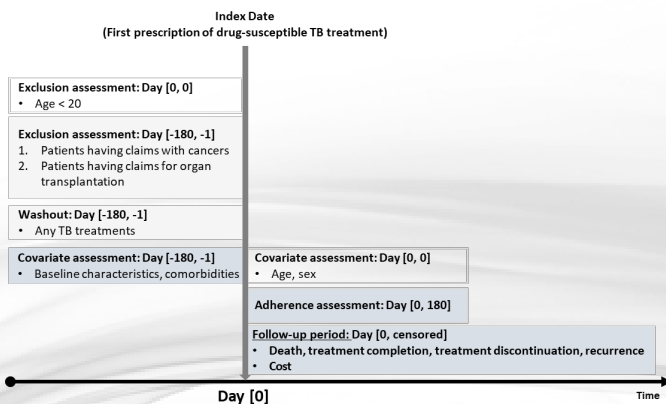 Index Date
(First prescription of drug-susceptible TB treatment)
Exclusion assessment: Day [0, 0]
• Age < 20
Exclusion assessment: Day [-180, -1]
1. Patients having claims with cancers
2. Patients having claims for organ
transplantation
Washout: Day [-180, -1]
• Any TB treatments
Covariate assessment: Day [-180, -1]
• Baseline characteristics, comorbidities
Covariate assessment: Day [0, 0]
• Age, sex
Adherence assessment: Day [0, 180]
Follow-up period: Day [0, censored]
• Death, treatment completion, treatment discontinuation, recurrence
• Cost
Day [0]
Time